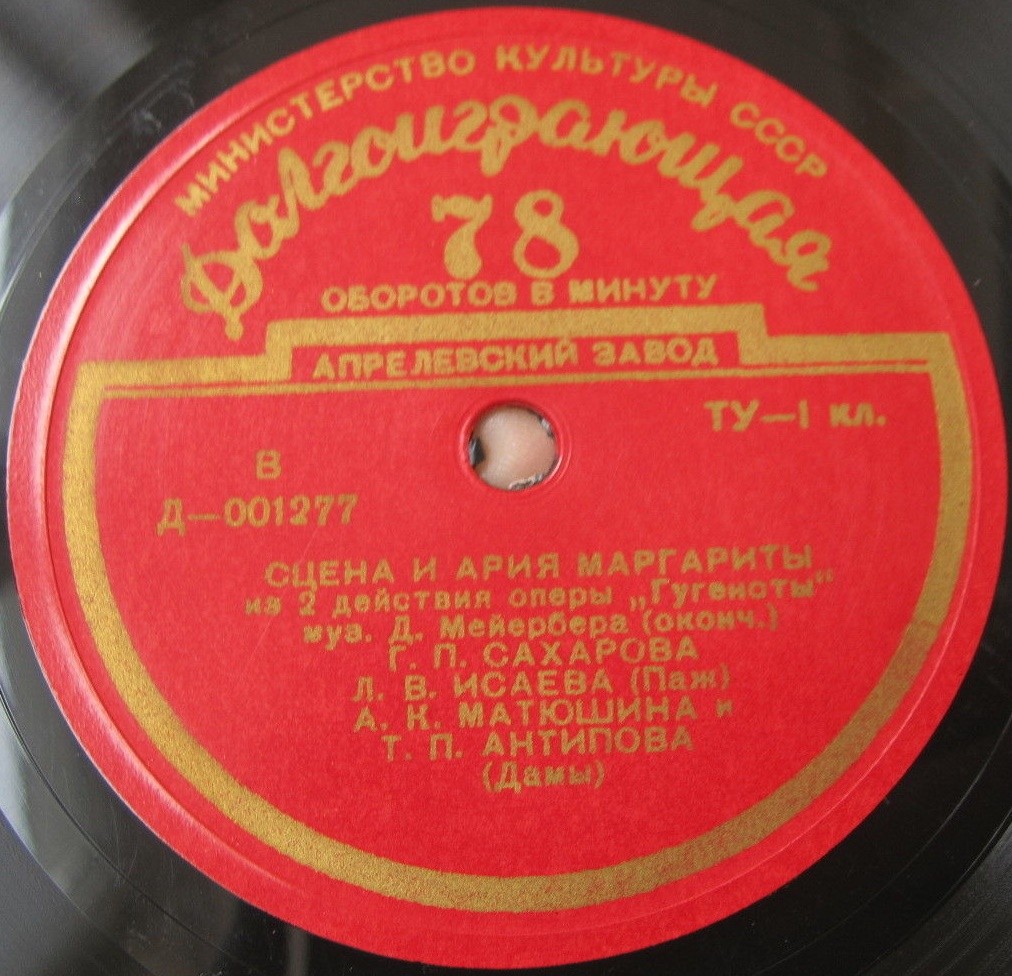 МИНИСТЕРСТВО КУЛЬТУРЫ СССР
Долгоиграющая
78
ОБОРОТОВ В МИНУТУ
АПРЕЛЕВСКИЙ ЗАВОД
ТУ—1 кл.
В
Д—001277
СЦЕНА И АРИЯ МАРГАРИТЫ
из 2 действия оперы „Гугеноты"
муз. Д. Мейербера (оконч.)
Г. П. САХАРОВА
Л. В. ИСАЕВА (Паж)
А. К. МАТЮШИНА и
Т. П. АНТИПОВА
(Дамы)